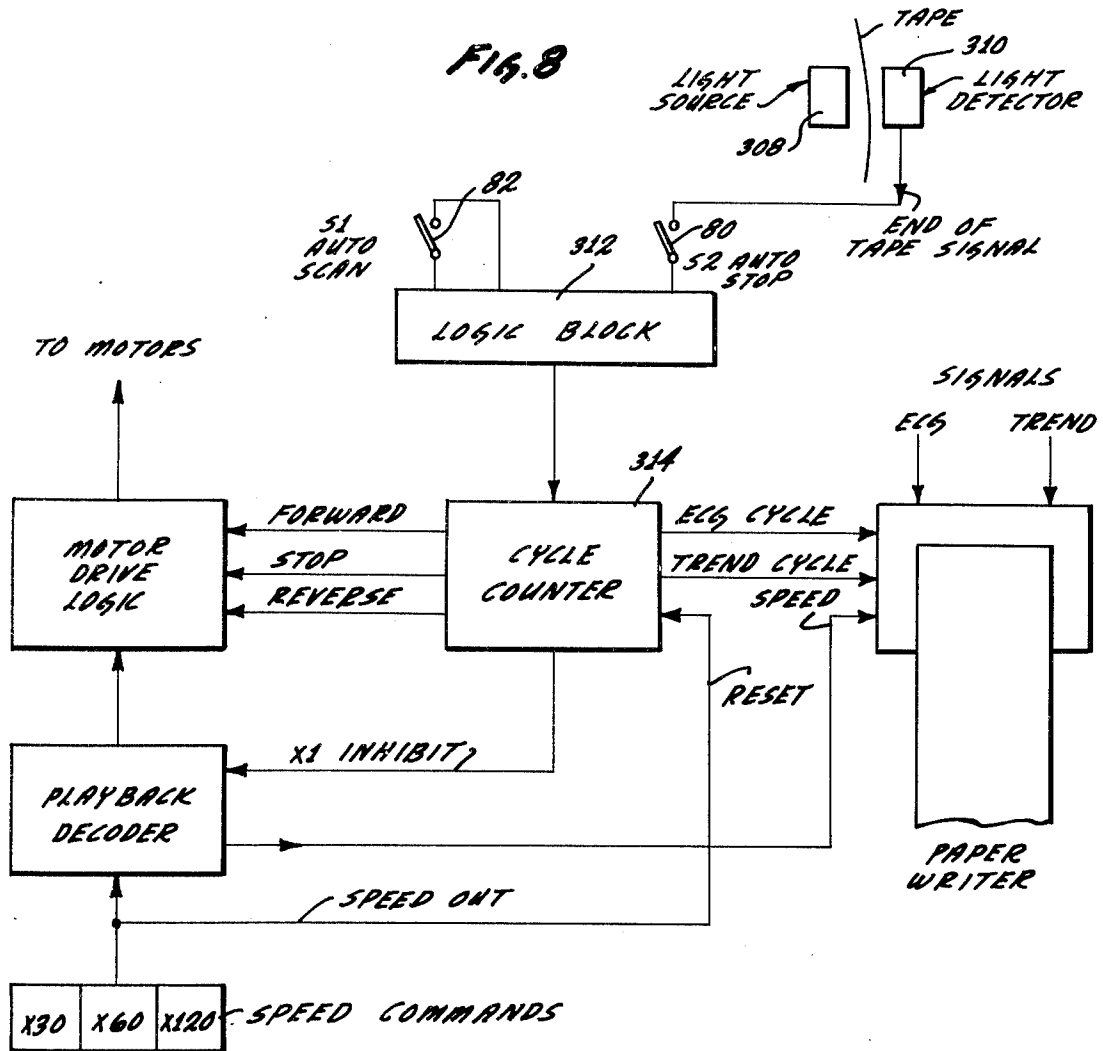 FIG. 8
TAPE
310
LIGHT
SOURCE
LIGHT
DETECTOR
308
82
S1
AUTO
SCAN
312
80
S2 AUTO
STOP
END OF
TAPE SIGNAL
LOGIC BLOCK
TO MOTORS
SIGNALS
ECG
TREND
314
MOTOR
DRIVE
LOGIC
FORWARD
STOP
REVERSE
CYCLE
COUNTER
ECG CYCLE
TREND CYCLE
SPEED
RESET
X1 INHIBIT
PLAYBACK
DECODER
PAPER
WRITER
SPEED OUT
X30
X60
X120
SPEED COMMANDS